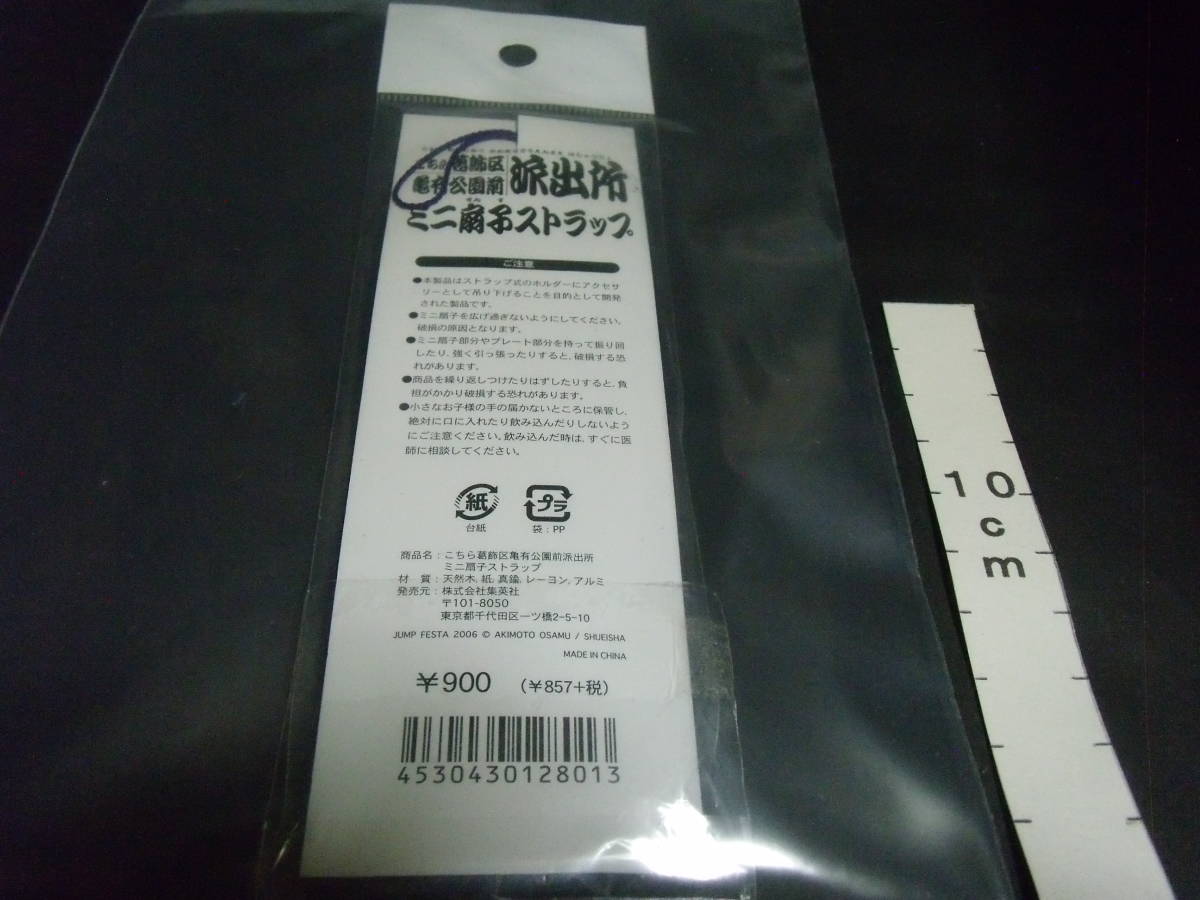 こちら葛飾区
亀有公園前 派出所
せんす
ミニ扇子ストラップ。
ご注意
●本製品はストラップ式のホルダーにアクセサ
リーとして吊り下げることを目的として開発
された製品です。
●ミニ扇子を広げ過ぎないようにしてください。
破損の原因となります。
●ミニ扇子部分やプレート部分を持って振り回
したり、強く引っ張ったりすると、破損する恐
れがあります。
●商品を繰り返しつけたりはずしたりすると、負
担がかかり破損する恐れがあります。
●小さなお子様の手の届かないところに保管し、
絶対に口に入れたり飲み込んだりしないよう
にご注意ください。飲み込んだ時は、すぐに医
師に相談してください。
紙 プラ
台紙 袋:PP
商品名:こちら葛飾区亀有公園前派出所
ミニ扇子ストラップ
材 質:天然木、紙、真鍮、レーヨン、アルミ
発売元:株式会社集英社
〒101-8050
東京都千代田区一ツ橋2-5-10
JUMP FESTA 2006 © AKIMOTO OSAMU / SHUEISHA
MADE IN CHINA
¥900 (¥857+税)
4530430128013
10
cm